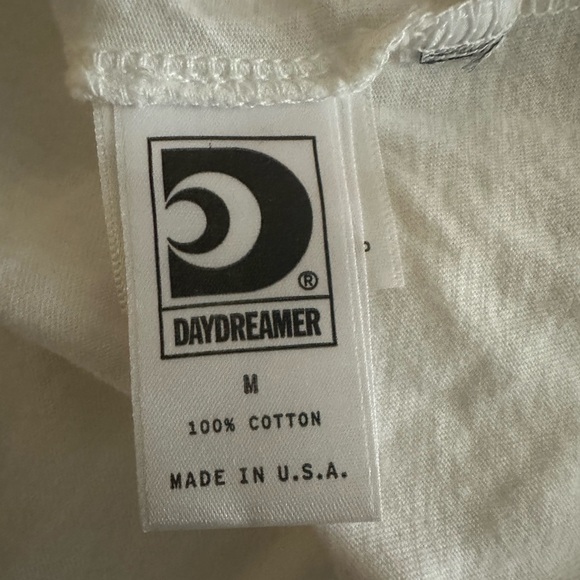 ®
DAYDREAMER
M
100% COTTON
MADE IN U.S.A.